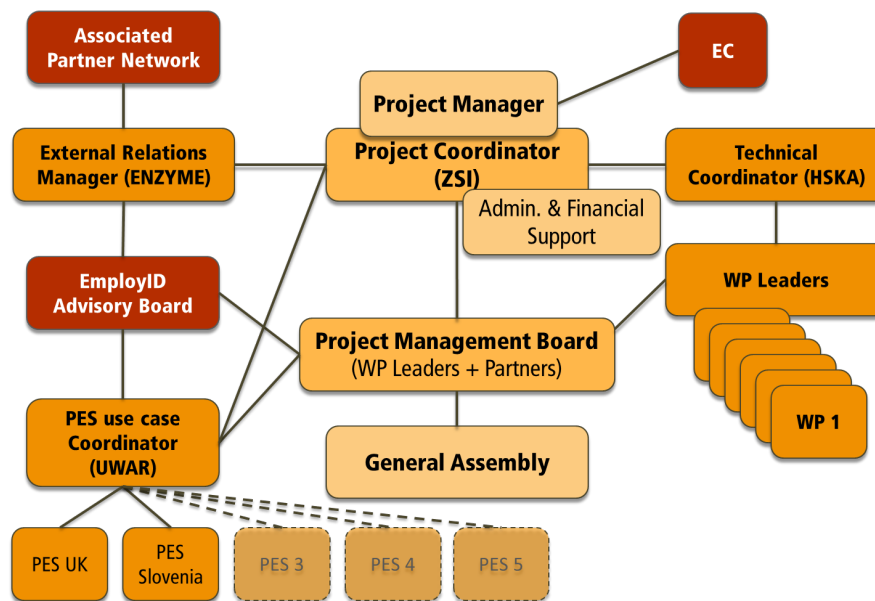 Associated
Partner Network
EC
Project Manager
External Relations
Manager (ENZYME)
Project Coordinator
(ZSI)
Technical
Coordinator (HSKA)
Admin. & Financial
Support
EmployID
Advisory Board
WP Leaders
Project Management Board
(WP Leaders + Partners)
PES use case
Coordinator
(UWAR)
WP 1
General Assembly
PES UK
PES
Slovenia
PES 3
PES 4
PES 5